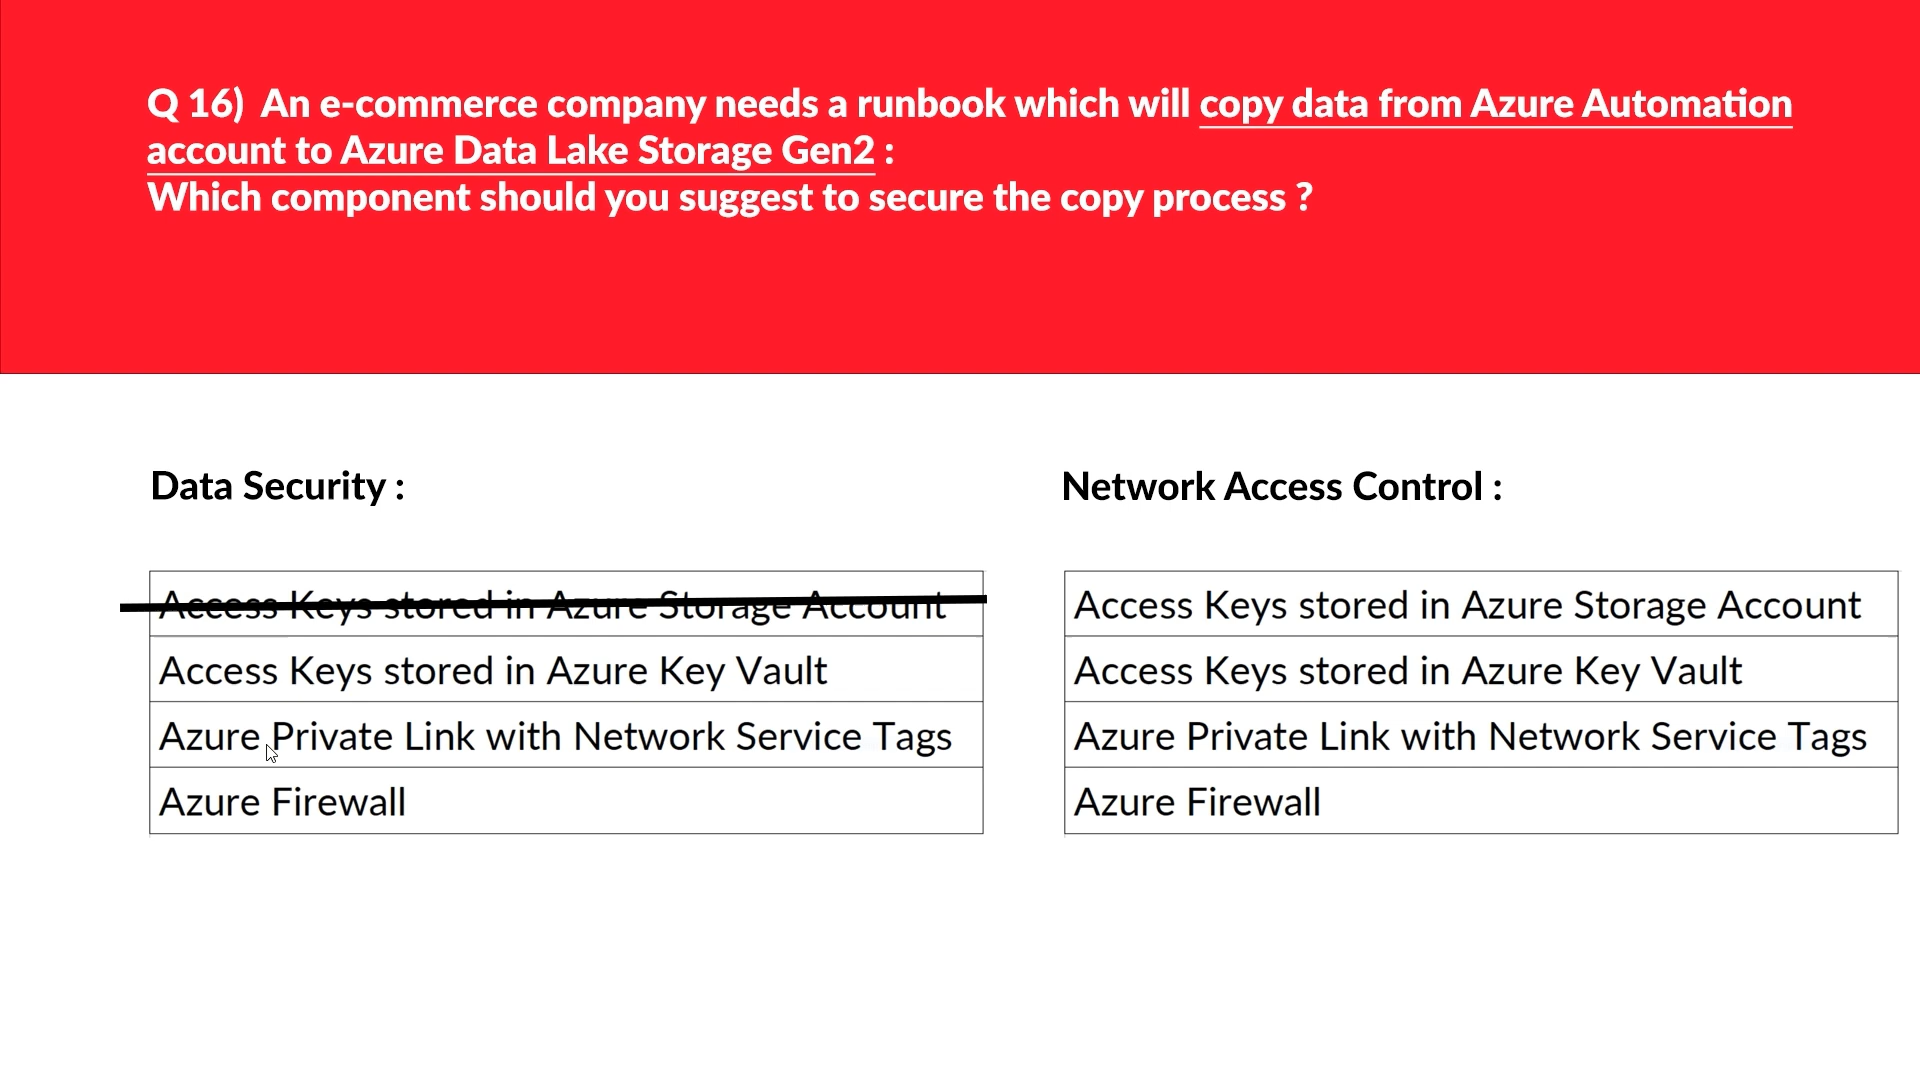 Q 16)  An e-commerce company needs a runbook which will copy data from Azure Automation
account to Azure Data Lake Storage Gen2 :
Which component should you suggest to secure the copy process ?
Data Security :
Access Keys stored in Azure Storage Account
Access Keys stored in Azure Key Vault
Azure Private Link with Network Service Tags
Azure Firewall
Network Access Control :
Access Keys stored in Azure Storage Account
Access Keys stored in Azure Key Vault
Azure Private Link with Network Service Tags
Azure Firewall